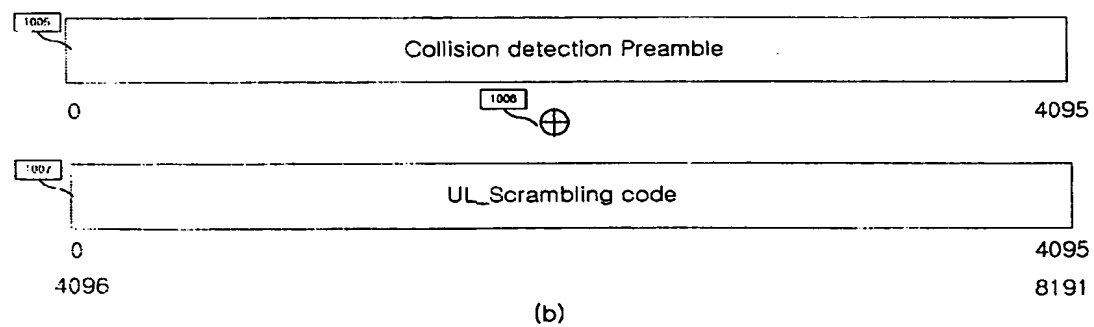 1005
Collision detection Preamble
0 4095
1006
1007
UL_Scrambling code
0 4095
4096 8191
(b)